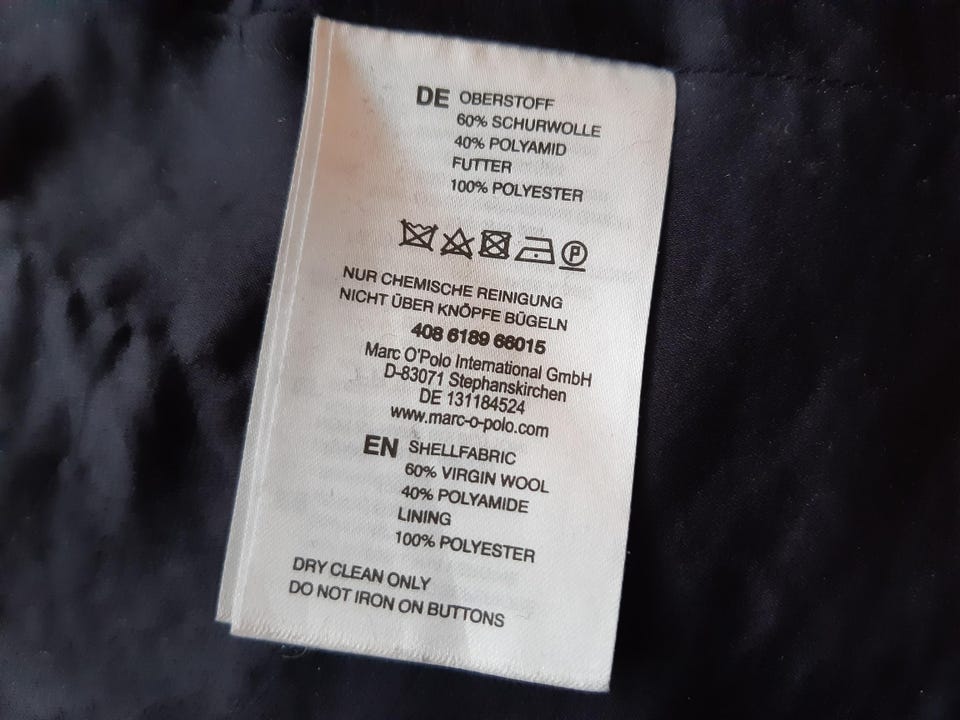 DE OBERSTOFF
60% SCHURWOLLE
40% POLYAMID
FUTTER
100% POLYESTER
P
NUR CHEMISCHE REINIGUNG
NICHT ÜBER KNÖPFE BÜGELN
408 6189 66015
Marc O'Polo International GmbH
D-83071 Stephanskirchen
DE 131184524
www.marc-o-polo.com
EN SHELLFABRIC
60% VIRGIN WOOL
40% POLYAMIDE
LINING
100% POLYESTER
DRY CLEAN ONLY
DO NOT IRON ON BUTTONS